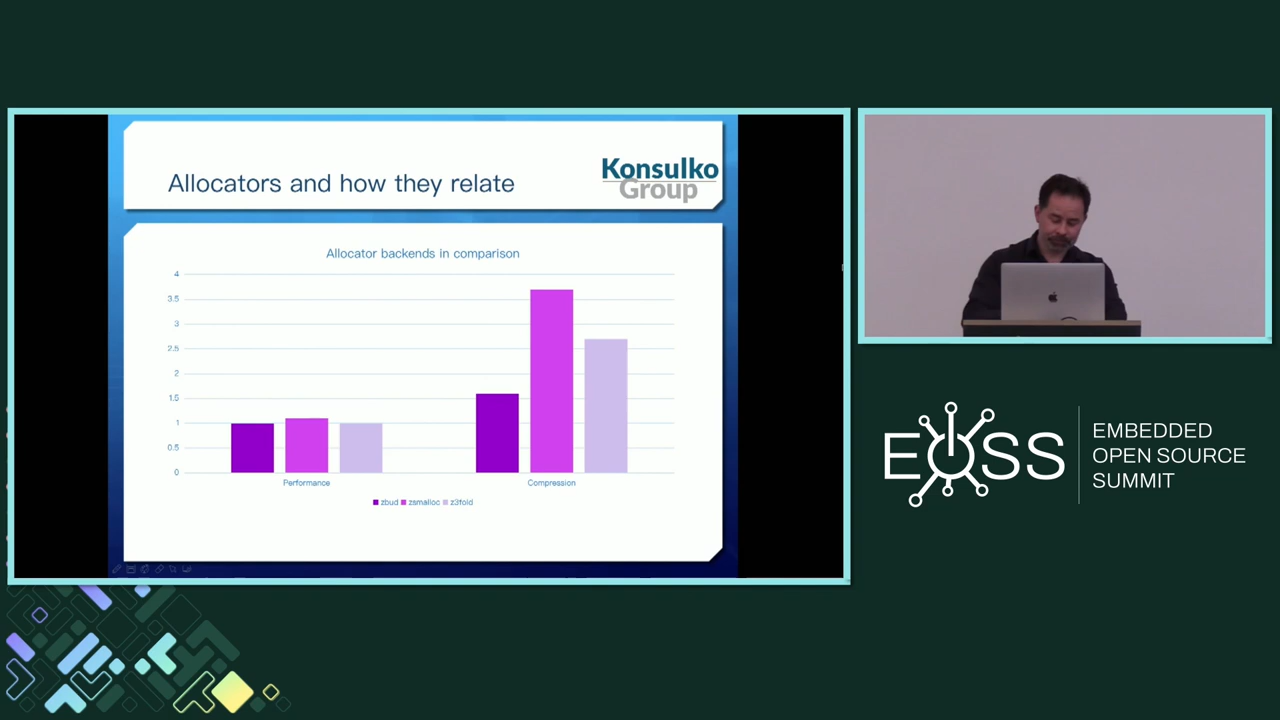 Allocators and how they relate
Konsulko
Group
Allocator backends in comparison
4
3.5
3
2.5
2
1.5
1
0.5
0
Performance
Compression
zbud zsmalloc z3fold
EOSS
EMBEDDED
OPEN SOURCE
SUMMIT